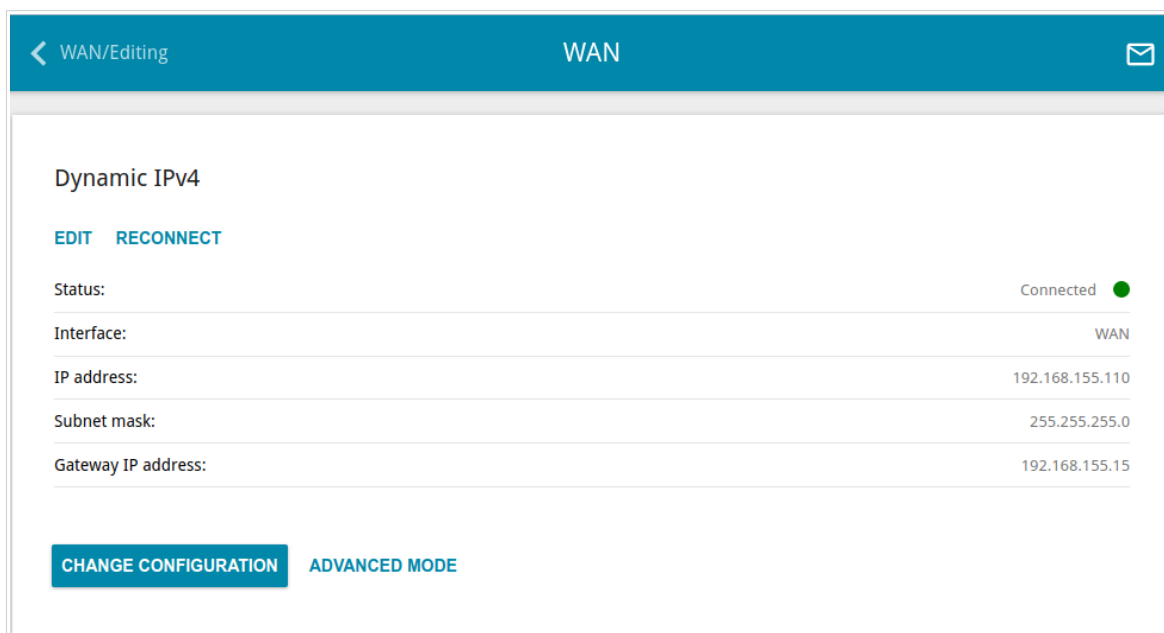 WAN/Editing WAN
Dynamic IPv4
EDIT RECONNECT
Status: Connected
Interface: WAN
IP address: 192.168.155.110
Subnet mask: 255.255.255.0
Gateway IP address: 192.168.155.15
CHANGE CONFIGURATION ADVANCED MODE